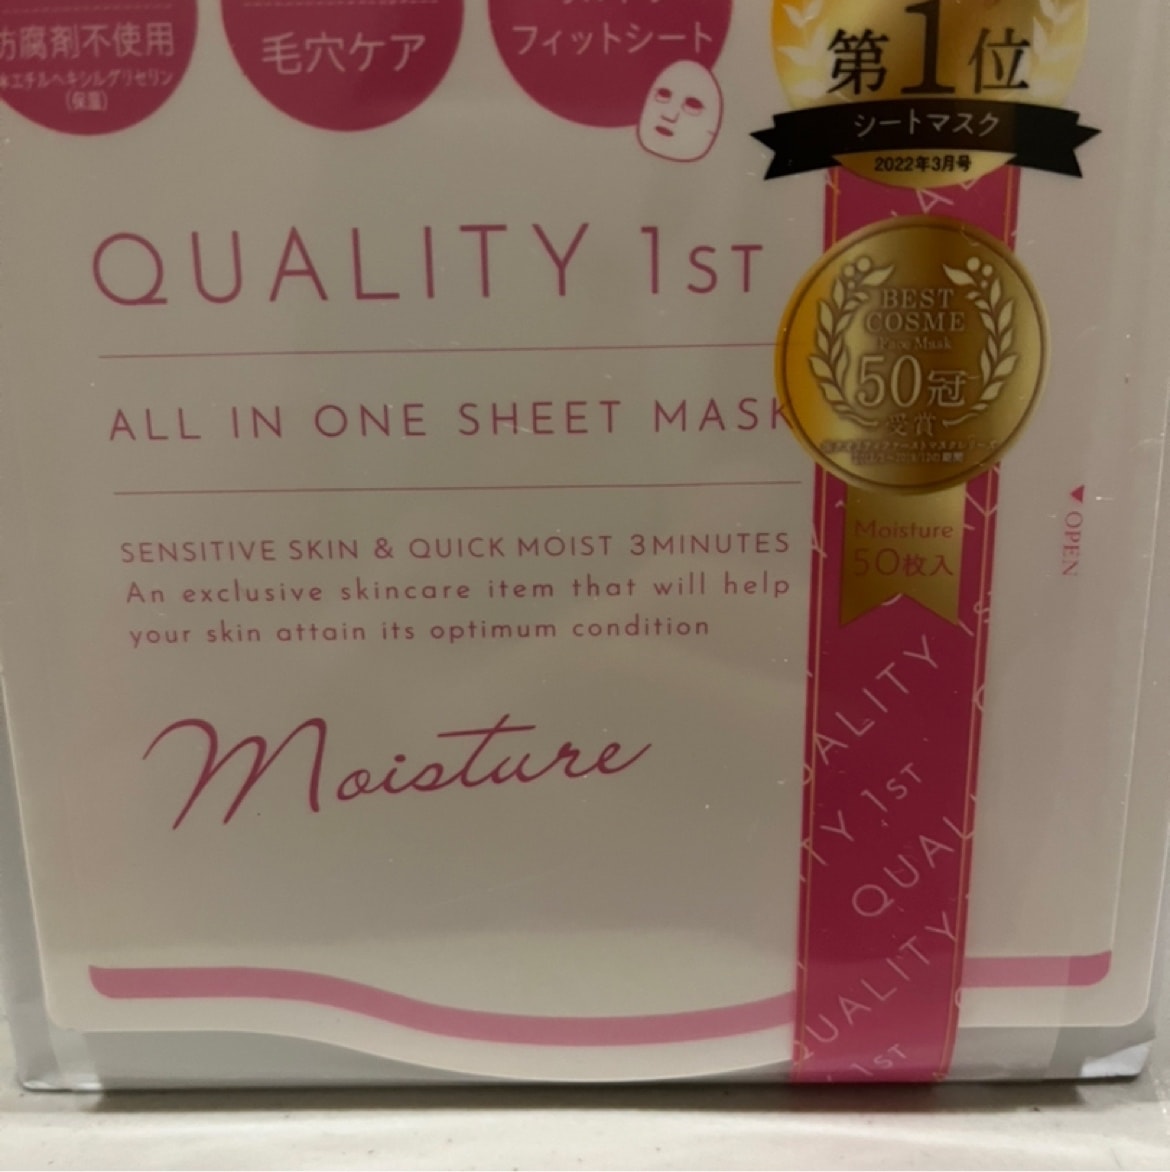 防腐剤不使用
※エチルヘキシルグリセリン
(保湿)
毛穴ケア
フィットシート
第1位
シートマスク
2022年3月号
QUALITY 1ST
ALL IN ONE SHEET MASK
SENSITIVE SKIN & QUICK MOIST 3MINUTES
An exclusive skincare item that will help
your skin attain its optimum condition
Moisture
BEST
COSME
Face Mask
50冠
受賞
Moisture
50枚入
▼OPEN
QUALITY 1ST
QUALITY 1ST